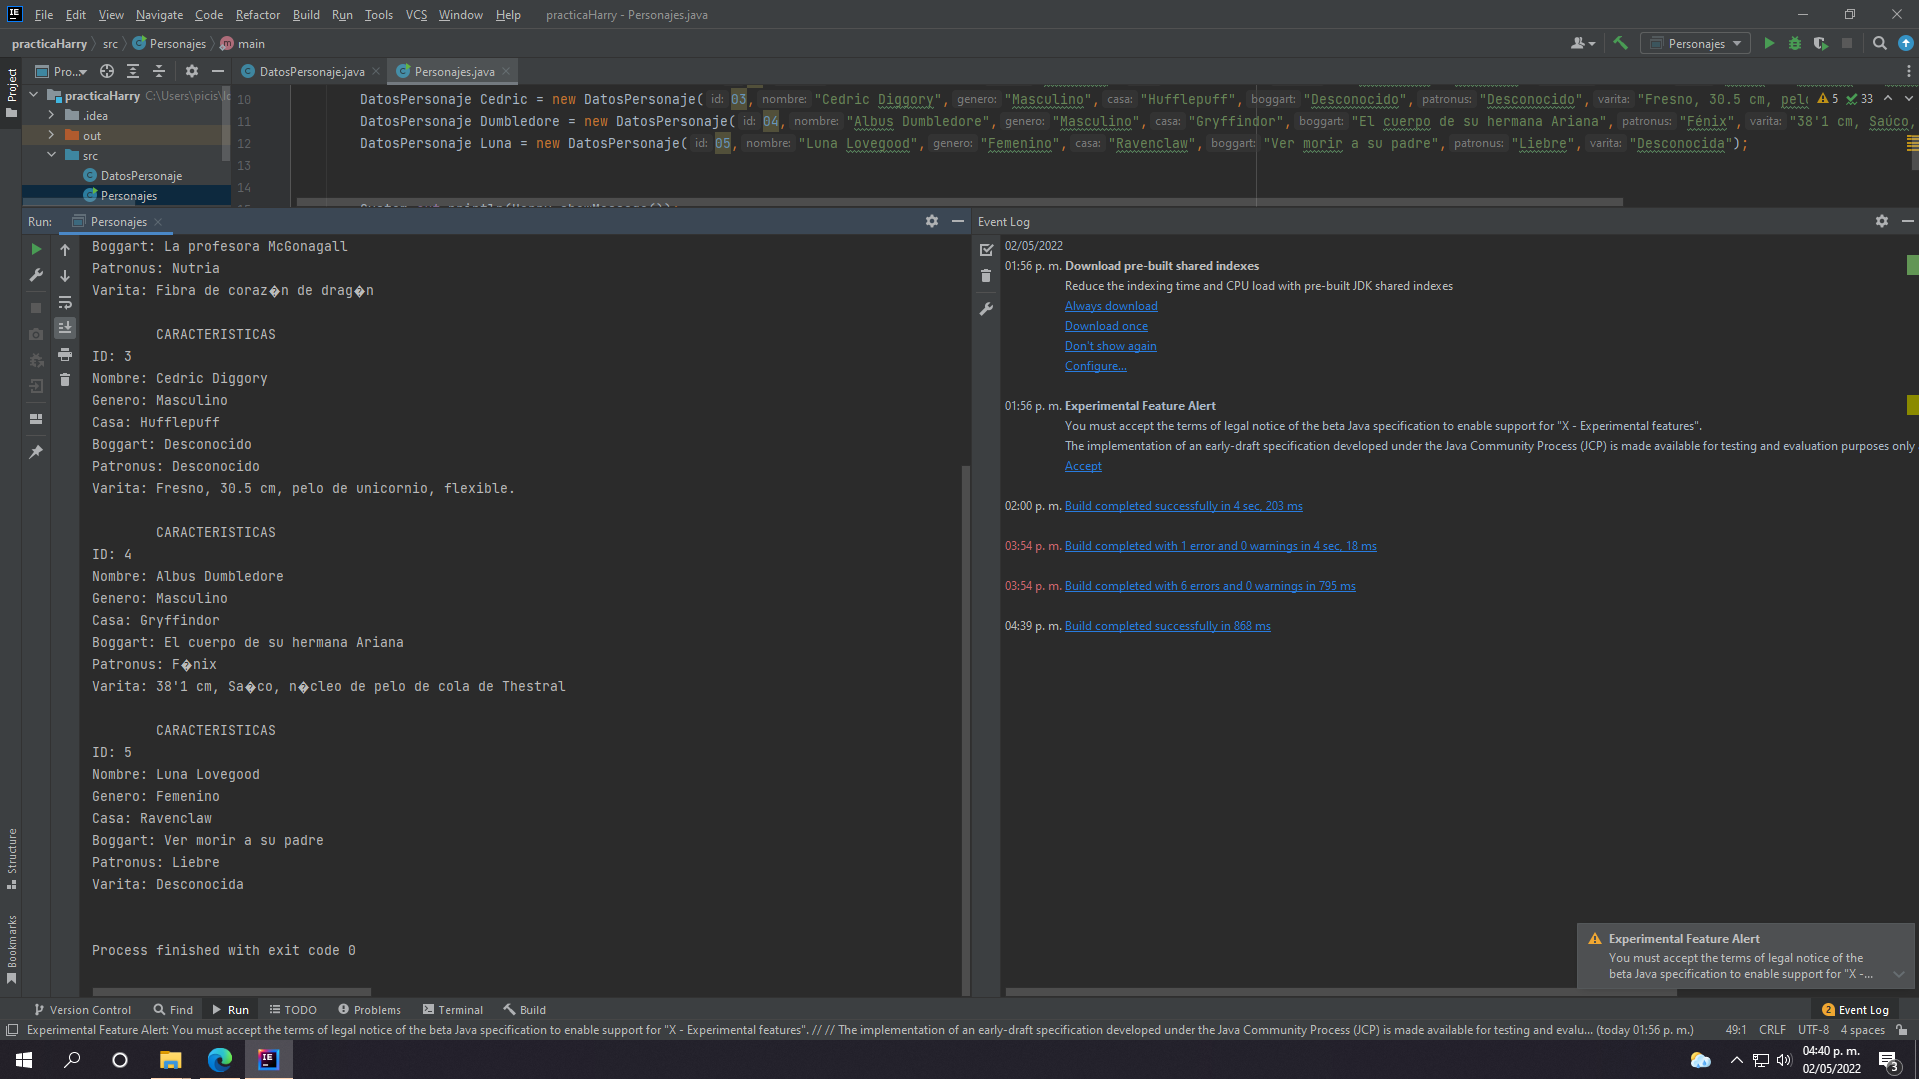 File Edit View Navigate Code Refactor Build Run Tools VCS Window Help practicaHarry - Personajes.java
practicaHarry src Personajes main Personajes
Project
Pro... DatosPersonaje.java Personajes.java
practicaHarry C:\Users\picis\
.idea
out
src
DatosPersonaje
Personajes
10 DatosPersonaje Cedric = new DatosPersonaje( id: 03, nombre: "Cedric Diggory", genero: "Masculino", casa: "Hufflepuff", boggart: "Desconocido", patronus: "Desconocido", varita: "Fresno, 30.5 cm, pelo 5 33
11 DatosPersonaje Dumbledore = new DatosPersonaje( id: 04, nombre: "Albus Dumbledore", genero: "Masculino", casa: "Gryffindor", boggart: "El cuerpo de su hermana Ariana", patronus: "Fénix", varita: "38'1 cm, Saúco,
12 DatosPersonaje Luna = new DatosPersonaje( id: 05, nombre: "Luna Lovegood", genero: "Femenino", casa: "Ravenclaw", boggart: "Ver morir a su padre", patronus: "Liebre", varita: "Desconocida");
13
14
Run: Personajes
Boggart: La profesora McGonagall
Patronus: Nutria
Varita: Fibra de coraz�n de drag�n
CARACTERISTICAS
ID: 3
Nombre: Cedric Diggory
Genero: Masculino
Casa: Hufflepuff
Boggart: Desconocido
Patronus: Desconocido
Varita: Fresno, 30.5 cm, pelo de unicornio, flexible.
CARACTERISTICAS
ID: 4
Nombre: Albus Dumbledore
Genero: Masculino
Casa: Gryffindor
Boggart: El cuerpo de su hermana Ariana
Patronus: F�nix
Varita: 38'1 cm, Sa�co, n�cleo de pelo de cola de Thestral
CARACTERISTICAS
ID: 5
Nombre: Luna Lovegood
Genero: Femenino
Casa: Ravenclaw
Boggart: Ver morir a su padre
Patronus: Liebre
Varita: Desconocida
Process finished with exit code 0
Event Log
02/05/2022
01:56 p. m. Download pre-built shared indexes
Reduce the indexing time and CPU load with pre-built JDK shared indexes
Always download
Download once
Don't show again
Configure...
01:56 p. m. Experimental Feature Alert
You must accept the terms of legal notice of the beta Java specification to enable support for "X - Experimental features".
The implementation of an early-draft specification developed under the Java Community Process (JCP) is made available for testing and evaluation purposes only
Accept
02:00 p. m. Build completed successfully in 4 sec, 203 ms
03:54 p. m. Build completed with 1 error and 0 warnings in 4 sec, 18 ms
03:54 p. m. Build completed with 6 errors and 0 warnings in 795 ms
04:39 p. m. Build completed successfully in 868 ms
Experimental Feature Alert
You must accept the terms of legal notice of the
beta Java specification to enable support for "X -...
Structure
Bookmarks
Version Control Find Run TODO Problems Terminal Build 2 Event Log
Experimental Feature Alert: You must accept the terms of legal notice of the beta Java specification to enable support for "X - Experimental features". // // The implementation of an early-draft specification developed under the Java Community Process (JCP) is made available for testing and evalu... (today 01:56 p. m.) 49:1 CRLF UTF-8 4 spaces
04:40 p. m.
02/05/2022
3